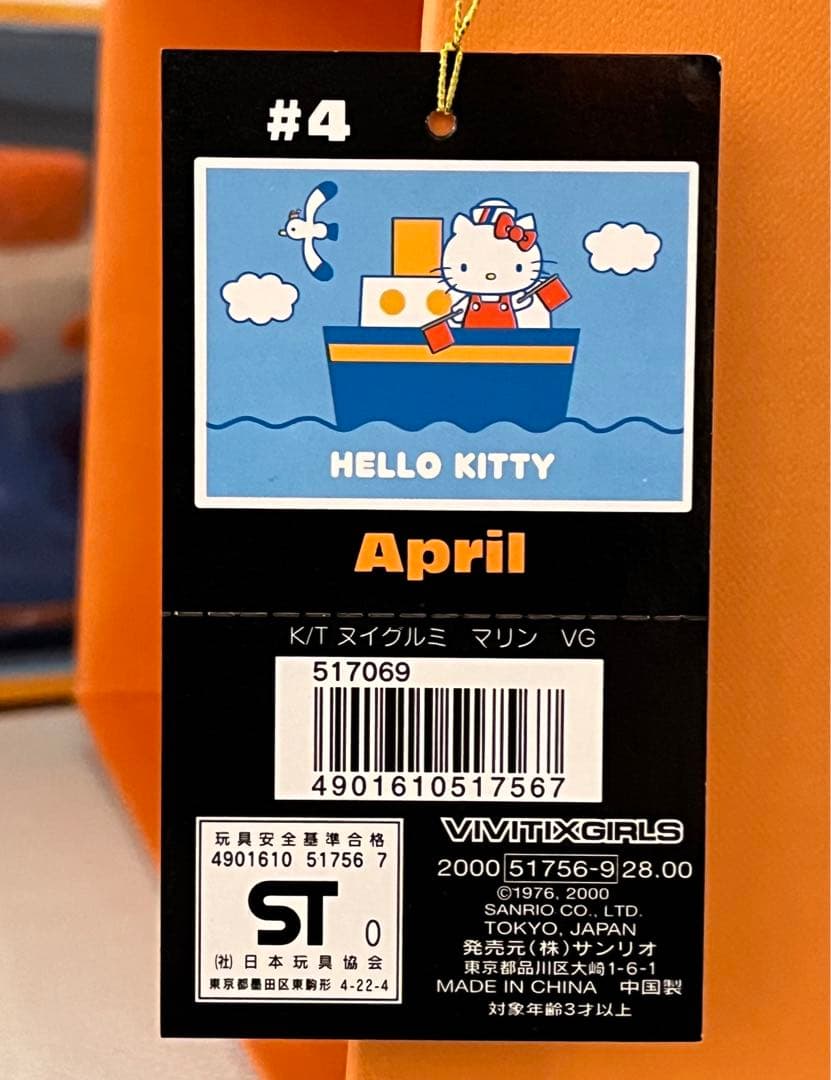 #4
HELLO KITTY
April
K/T ヌイグルミ マリン VG
517069
4901610517567
玩具安全基準合格
4901610 51756 7
ST 0
(社)日本玩具協会
東京都墨田区東駒形 4-22-4
VIVITIXGIRLS
2000 51756-9 28.00
©1976, 2000
SANRIO CO., LTD.
TOKYO, JAPAN
発売元(株)サンリオ
東京都品川区大崎1-6-1
MADE IN CHINA 中国製
対象年齢3才以上